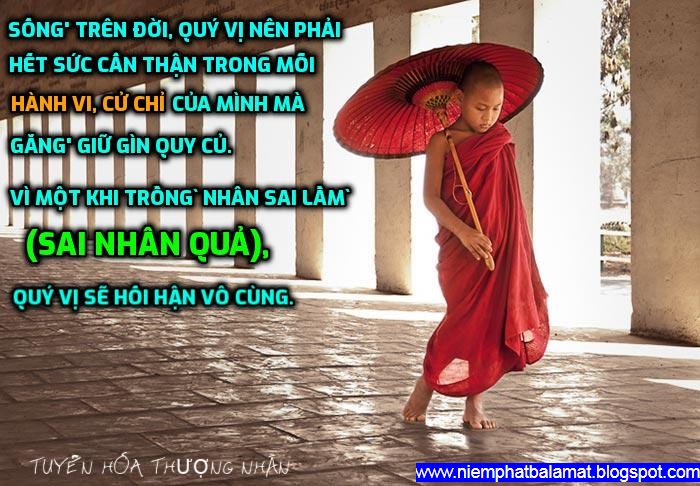 SỐNG' TRÊN ĐỜI, QUÝ VỊ NÊN PHẢI
HẾT SỨC CẨN THẬN TRONG MỖI
HÀNH VI, CỬ CHỈ CỦA MÌNH MÀ
GẮNG' GIỮ GÌN QUY CỦ.
VÌ MỘT KHI TRỒNG\` NHÂN SAI LẦM\`
(SAI NHÂN QUẢ),
QUÝ VỊ SẼ HỐI HẬN VÔ CÙNG.
TUYÊN HÓA THƯỢNG NHÂN
www.niemphatbalamat.blogspot.com